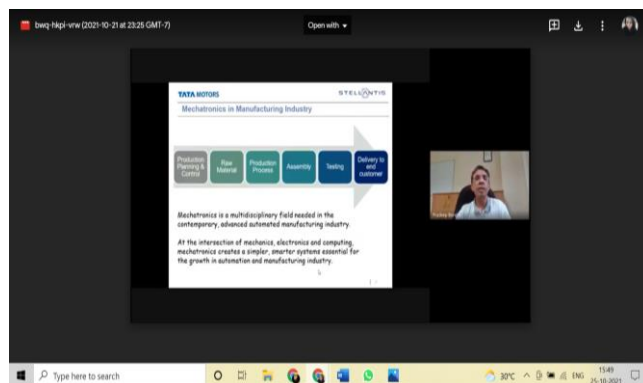 bwq-hkpi-vrw (2021-10-21 at 23:25 GMT-7)
Open with
TATA MOTORS
STELLANTIS
Mechatronics in Manufacturing Industry
Production Planning & Control
Raw Material
Production Process
Assembly
Testing
Delivery to end customer
Mechatronics is a multidisciplinary field needed in the
contemporary, advanced automated manufacturing industry.
At the intersection of mechanics, electronics and computing,
mechatronics creates a simpler, smarter systems essential for
the growth in automation and manufacturing industry.
Type here to search
30°C
ENG
15:49
25-10-2021